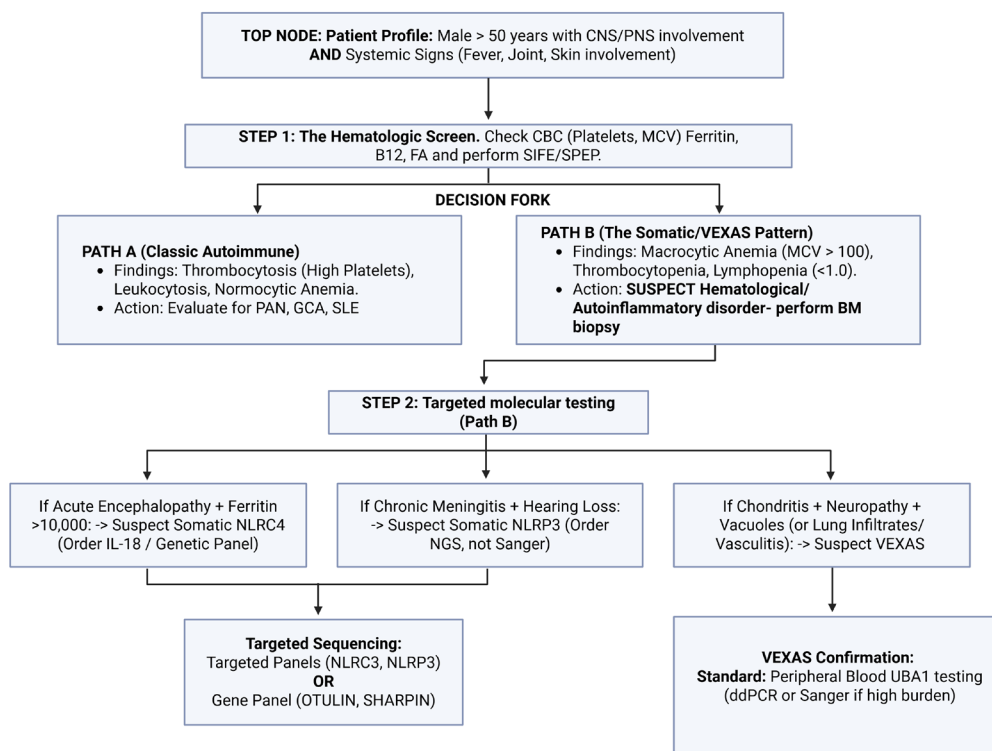 TOP NODE: Patient Profile: Male > 50 years with CNS/PNS involvement
AND Systemic Signs (Fever, Joint, Skin involvement)
STEP 1: The Hematologic Screen. Check CBC (Platelets, MCV) Ferritin,
B12, FA and perform SIFE/SPEP.
DECISION FORK
PATH A (Classic Autoimmune)
• Findings: Thrombocytosis (High Platelets),
Leukocytosis, Normocytic Anemia.
• Action: Evaluate for PAN, GCA, SLE
PATH B (The Somatic/VEXAS Pattern)
• Findings: Macrocytic Anemia (MCV > 100),
Thrombocytopenia, Lymphopenia (<1.0).
• Action: SUSPECT Hematological/
Autoinflammatory disorder- perform BM
biopsy
STEP 2: Targeted molecular testing
(Path B)
If Acute Encephalopathy + Ferritin
>10,000: -> Suspect Somatic NLRC4
(Order IL-18 / Genetic Panel)
If Chronic Meningitis + Hearing Loss:
-> Suspect Somatic NLRP3 (Order
NGS, not Sanger)
If Chondritis + Neuropathy +
Vacuoles (or Lung Infiltrates/
Vasculitis): -> Suspect VEXAS
Targeted Sequencing:
Targeted Panels (NLRC3, NLRP3)
OR
Gene Panel (OTULIN, SHARPIN)
VEXAS Confirmation:
Standard: Peripheral Blood UBA1 testing
(ddPCR or Sanger if high burden)